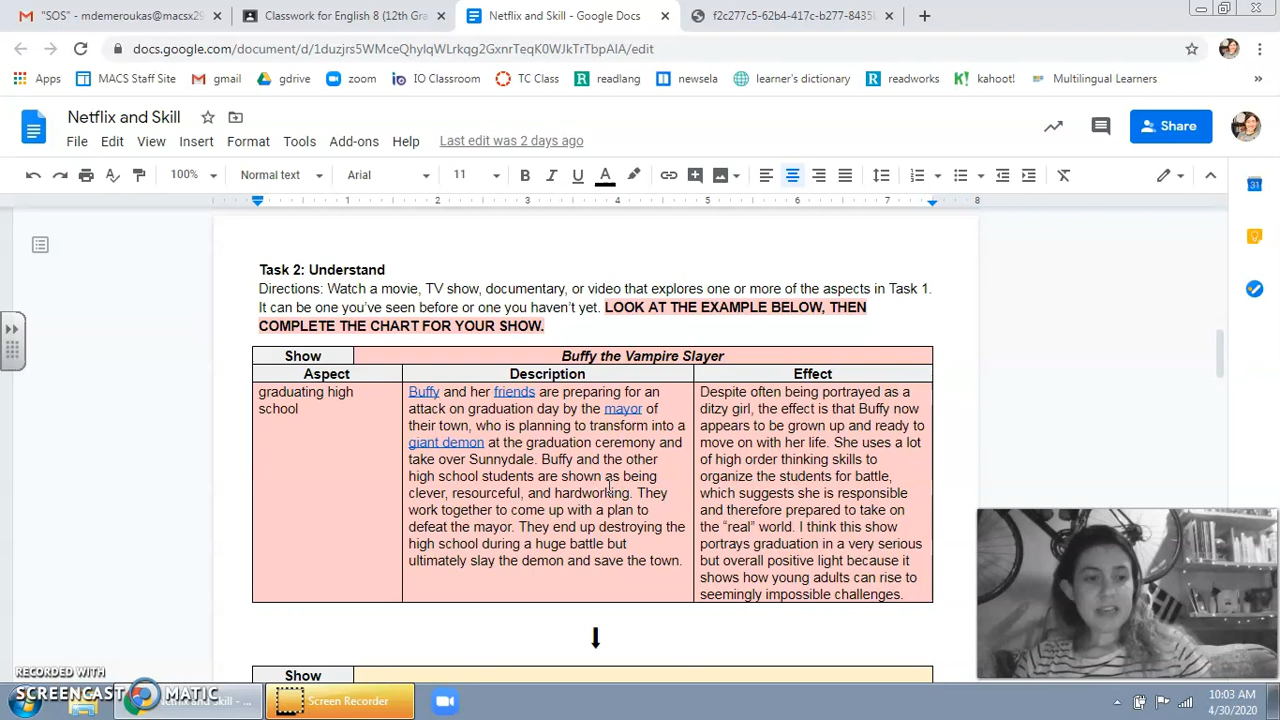 "SOS" - mdemeroukas@macsx2
Classwork for English 8 (12th Gra
Netflix and Skill - Google Docs
f2c277c5-62b4-417c-b277-8435
docs.google.com/document/d/1duzjrs5WMceQhylqWLrkqg2GxnrTeqK0WJkTrTbpAlA/edit
Apps
MACS Staff Site
gmail
gdrive
zoom
IO Classroom
TC Class
readlang
newsela
learner's dictionary
readworks
kahoot!
Multilingual Learners
Netflix and Skill
Share
File Edit View Insert Format Tools Add-ons Help Last edit was 2 days ago
100% Normal text Arial 11
1 2 3 4 5 6 7 8
Task 2: Understand
Directions: Watch a movie, TV show, documentary, or video that explores one or more of the aspects in Task 1.
It can be one you've seen before or one you haven't yet. LOOK AT THE EXAMPLE BELOW, THEN
COMPLETE THE CHART FOR YOUR SHOW.
Show Buffy the Vampire Slayer
Aspect Description Effect
graduating high
school
Buffy and her friends are preparing for an
attack on graduation day by the mayor of
their town, who is planning to transform into a
giant demon at the graduation ceremony and
take over Sunnydale. Buffy and the other
high school students are shown as being
clever, resourceful, and hardworking. They
work together to come up with a plan to
defeat the mayor. They end up destroying the
high school during a huge battle but
ultimately slay the demon and save the town.
Despite often being portrayed as a
ditzy girl, the effect is that Buffy now
appears to be grown up and ready to
move on with her life. She uses a lot
of high order thinking skills to
organize the students for battle,
which suggests she is responsible
and therefore prepared to take on
the "real" world. I think this show
portrays graduation in a very serious
but overall positive light because it
shows how young adults can rise to
seemingly impossible challenges.
Show
RECORDED WITH
SCREENCAST MATIC
Netflix and Skill - ...
Screen Recorder
10:03 AM
4/30/2020